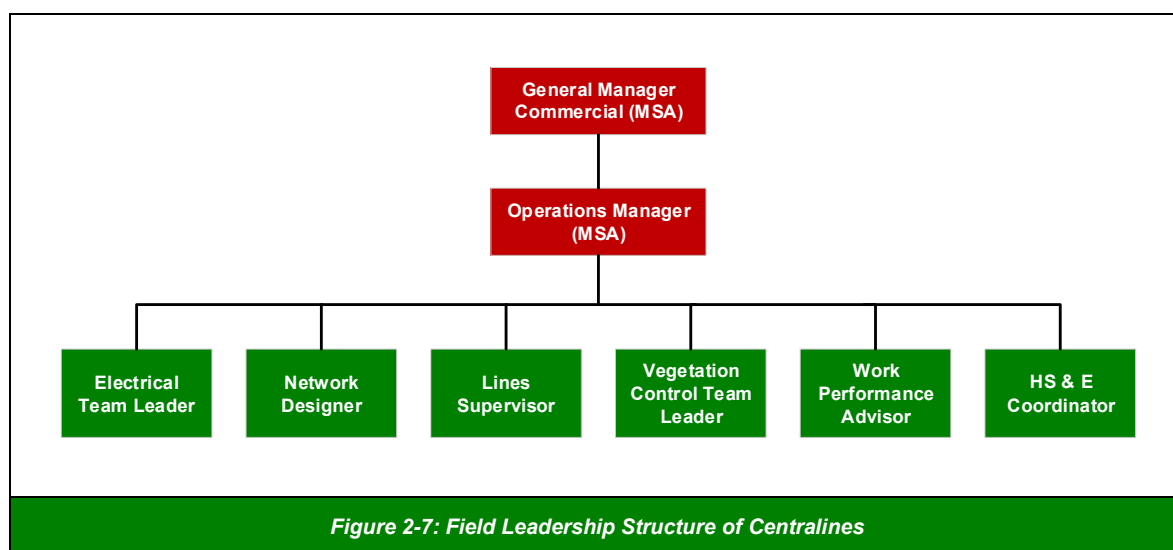 General Manager
Commercial (MSA)
Operations Manager
(MSA)
Electrical
Team Leader
Network
Designer
Lines
Supervisor
Vegetation
Control Team
Leader
Work
Performance
Advisor
HS & E
Coordinator
Figure 2-7: Field Leadership Structure of Centralines